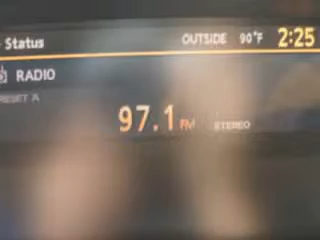 Status OUTSIDE 90°F 2:25
RADIO
PRESET A
97.1 FM STEREO